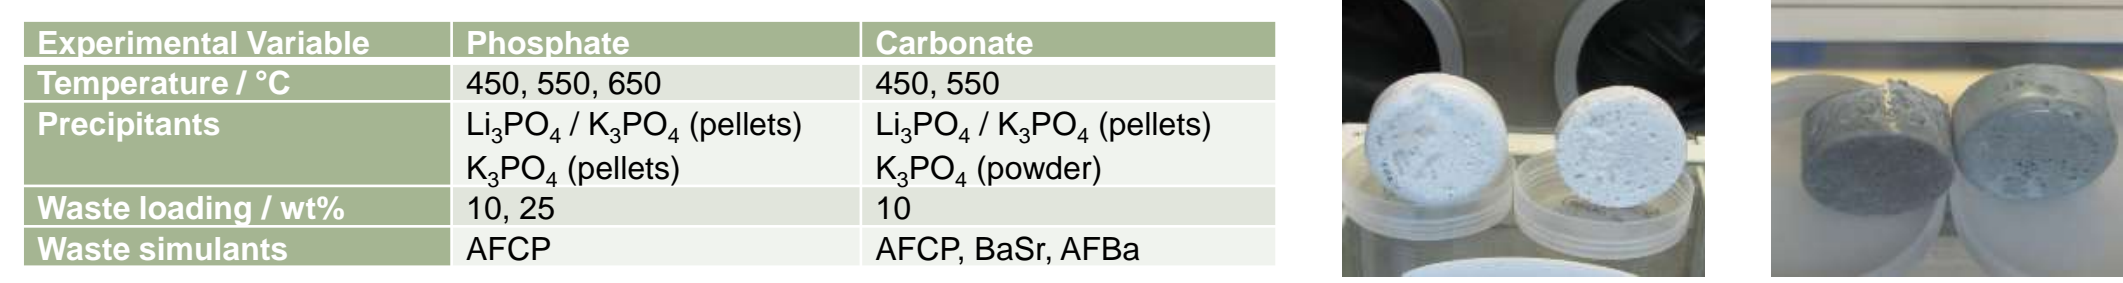 Experimental Variable Phosphate Carbonate
Temperature / °C 450, 550, 650 450, 550
Precipitants Li₃PO₄ / K₃PO₄ (pellets) Li₃PO₄ / K₃PO₄ (pellets)
K₃PO₄ (pellets) K₃PO₄ (powder)
Waste loading / wt% 10, 25 10
Waste simulants AFCP AFCP, BaSr, AFBa